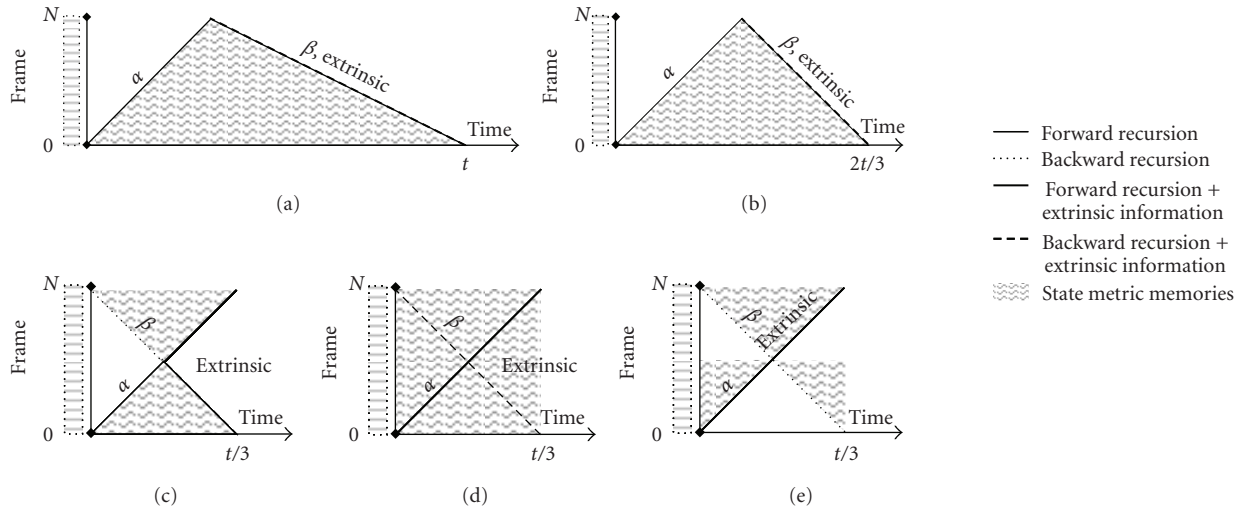 N
Frame
α
β, extrinsic
Time
0
t
(a)
N
Frame
α
β, extrinsic
Time
0
2t/3
(b)
Forward recursion
Backward recursion
Forward recursion +
extrinsic information
Backward recursion +
extrinsic information
State metric memories
N
Frame
β
Extrinsic
α
Time
0
t/3
(c)
N
Frame
β
Extrinsic
α
Time
0
t/3
(d)
N
Frame
β
Extrinsic
α
Time
0
t/3
(e)